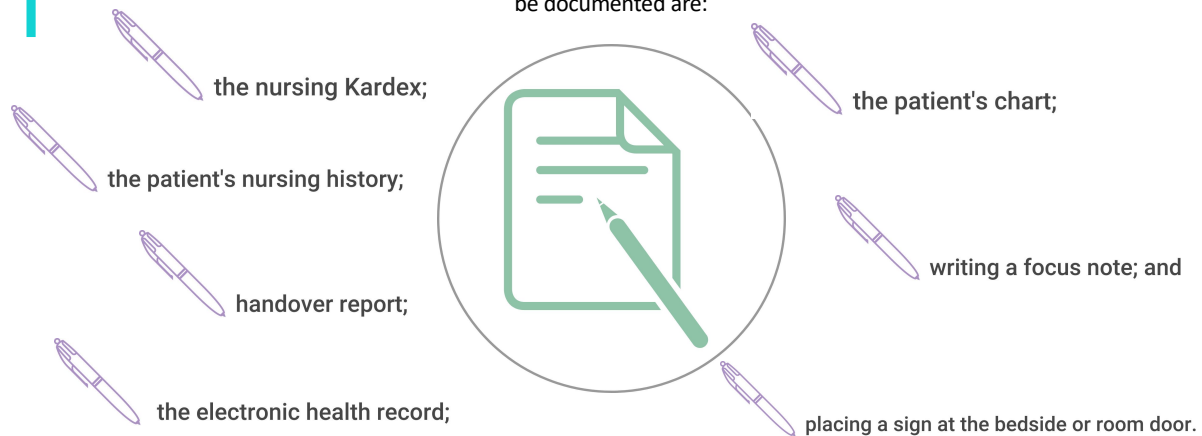 be documented are:
the nursing Kardex;
the patient's nursing history;
handover report;
the electronic health record;
the patient's chart;
writing a focus note; and
placing a sign at the bedside or room door.